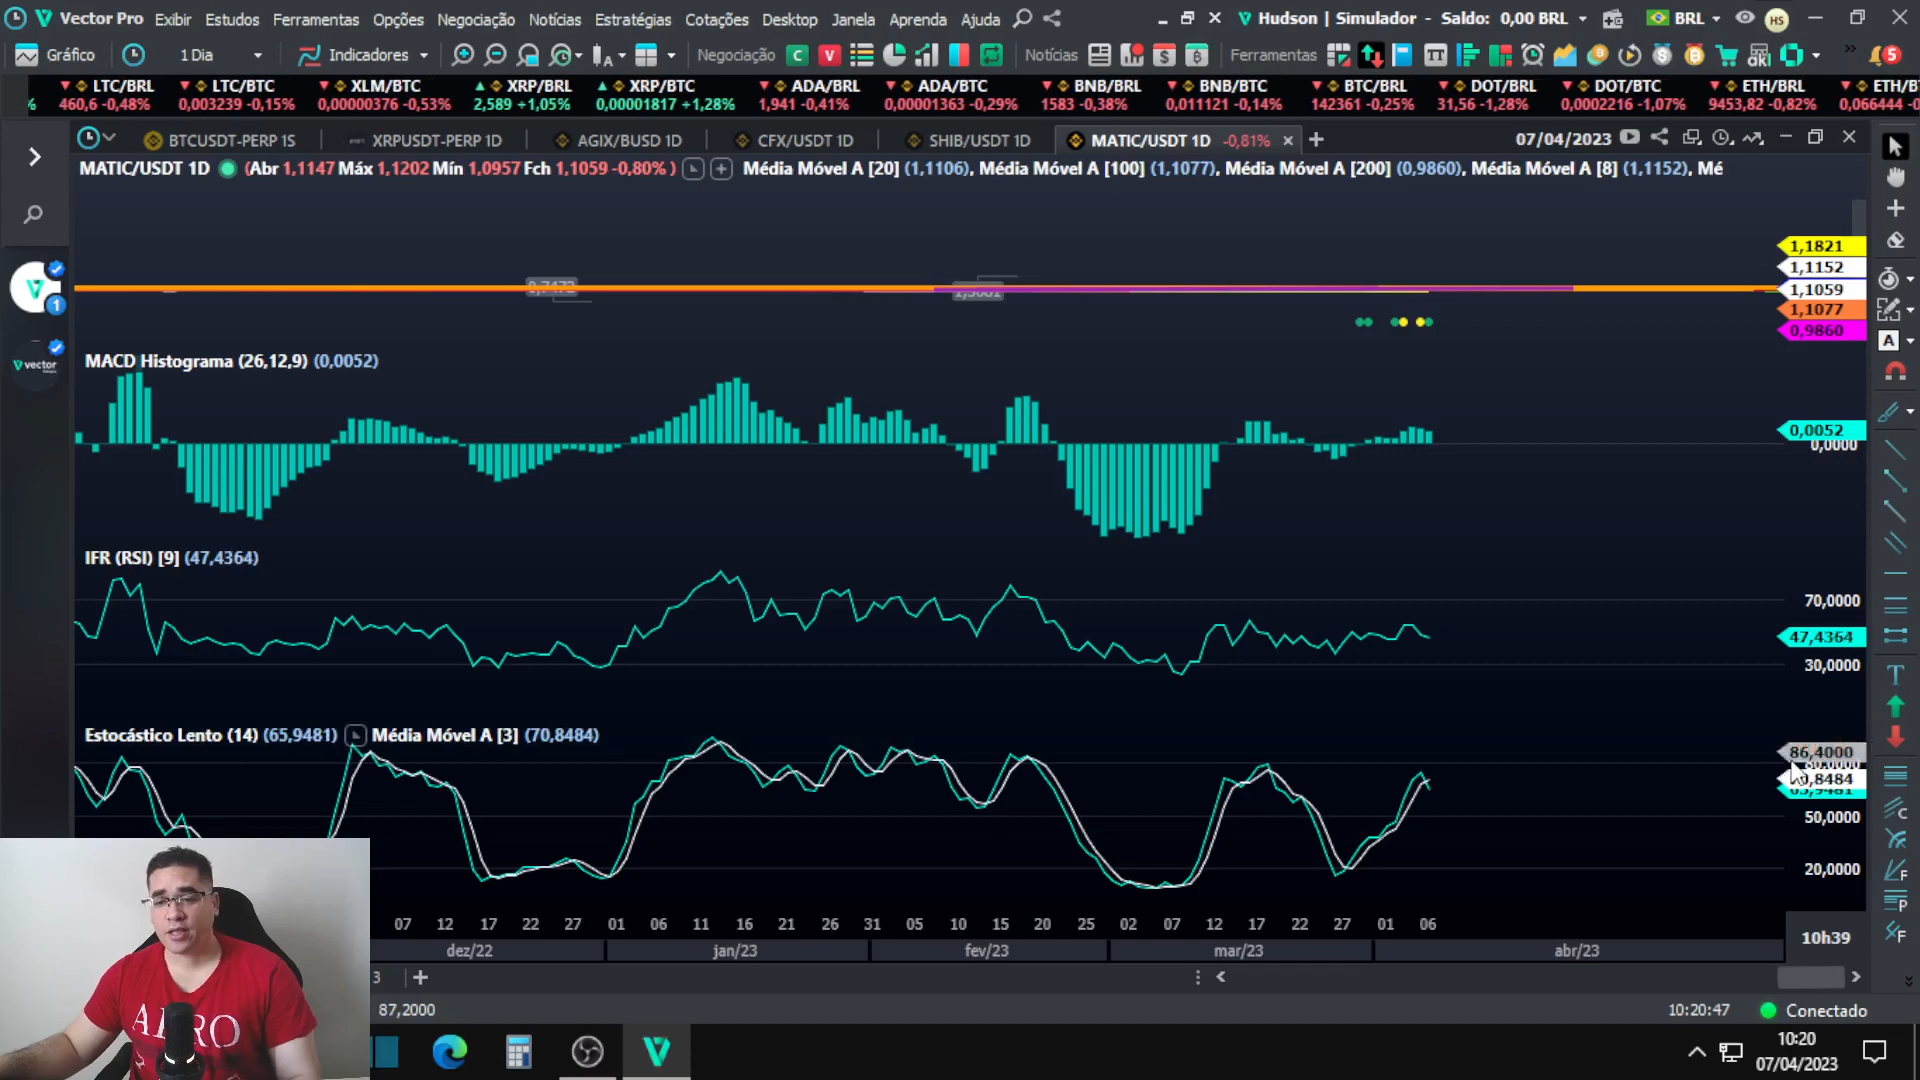 Vector Pro Exibir Estudos Ferramentas Opções Negociação Notícias Estratégias Cotações Desktop Janela Aprenda Ajuda
Hudson | Simulador - Saldo: 0,00 BRL BRL HS
Gráfico 1 Dia Indicadores Negociação C V Notícias Ferramentas 5
LTC/BRL LTC/BTC XLM/BTC XRP/BRL XRP/BTC ADA/BRL ADA/BTC BNB/BRL BNB/BTC BTC/BRL DOT/BRL DOT/BTC ETH/BRL ETH/B
% 460,6 -0,48% 0,003239 -0,15% 0,00000376 -0,53% 2,589 +1,05% 0,00001817 +1,28% 1,941 -0,41% 0,00001363 -0,29% 1583 -0,38% 0,011121 -0,14% 142361 -0,25% 31,56 -1,28% 0,0002216 -1,07% 9453,82 -0,82% 0,066444
BTCUSDT-PERP 1S XRPUSDT-PERP 1D AGIX/BUSD 1D CFX/USDT 1D SHIB/USDT 1D MATIC/USDT 1D -0,81% 07/04/2023
MATIC/USDT 1D (Abr 1,1147 Máx 1,1202 Mín 1,0957 Fch 1,1059 -0,80% ) Média Móvel A [20] (1,1106), Média Móvel A [100] (1,1077), Média Móvel A [200] (0,9860), Média Móvel A [8] (1,1152), Mé
1,1821
1,1152
1,1059
1,1077
0,9860
1
vector
MACD Histograma (26,12,9) (0,0052)
0,0052
0,0000
IFR (RSI) [9] (47,4364)
70,0000
47,4364
30,0000
Estocástico Lento (14) (65,9481) Média Móvel A [3] (70,8484)
86,4000
80,0000
50,0000
20,0000
07 12 17 22 27 01 06 11 16 21 26 31 05 10 15 20 25 02 07 12 17 22 27 01 06
dez/22 jan/23 fev/23 mar/23 abr/23
10h39
3
87,2000 10:20:47 Conectado
10:20
07/04/2023